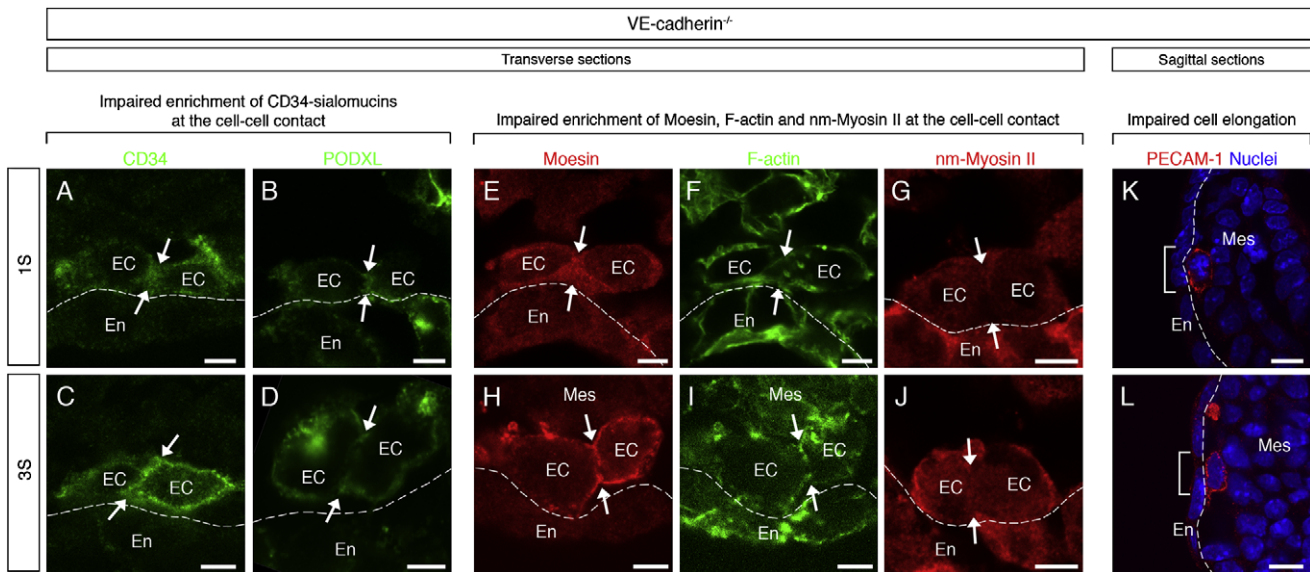 VE-cadherin-/-
Transverse sections
Sagittal sections
Impaired enrichment of CD34-sialomucins
at the cell-cell contact
Impaired enrichment of Moesin, F-actin and nm-Myosin II at the cell-cell contact
Impaired cell elongation
CD34
PODXL
Moesin
F-actin
nm-Myosin II
PECAM-1 Nuclei
1S
A
EC
EC
En
B
EC
EC
En
E
EC
EC
En
F
EC
EC
En
G
EC
EC
En
K
Mes
En
3S
C
EC
EC
En
D
EC
EC
En
H
Mes
EC
EC
En
I
Mes
EC
EC
En
J
EC
EC
En
L
Mes
En